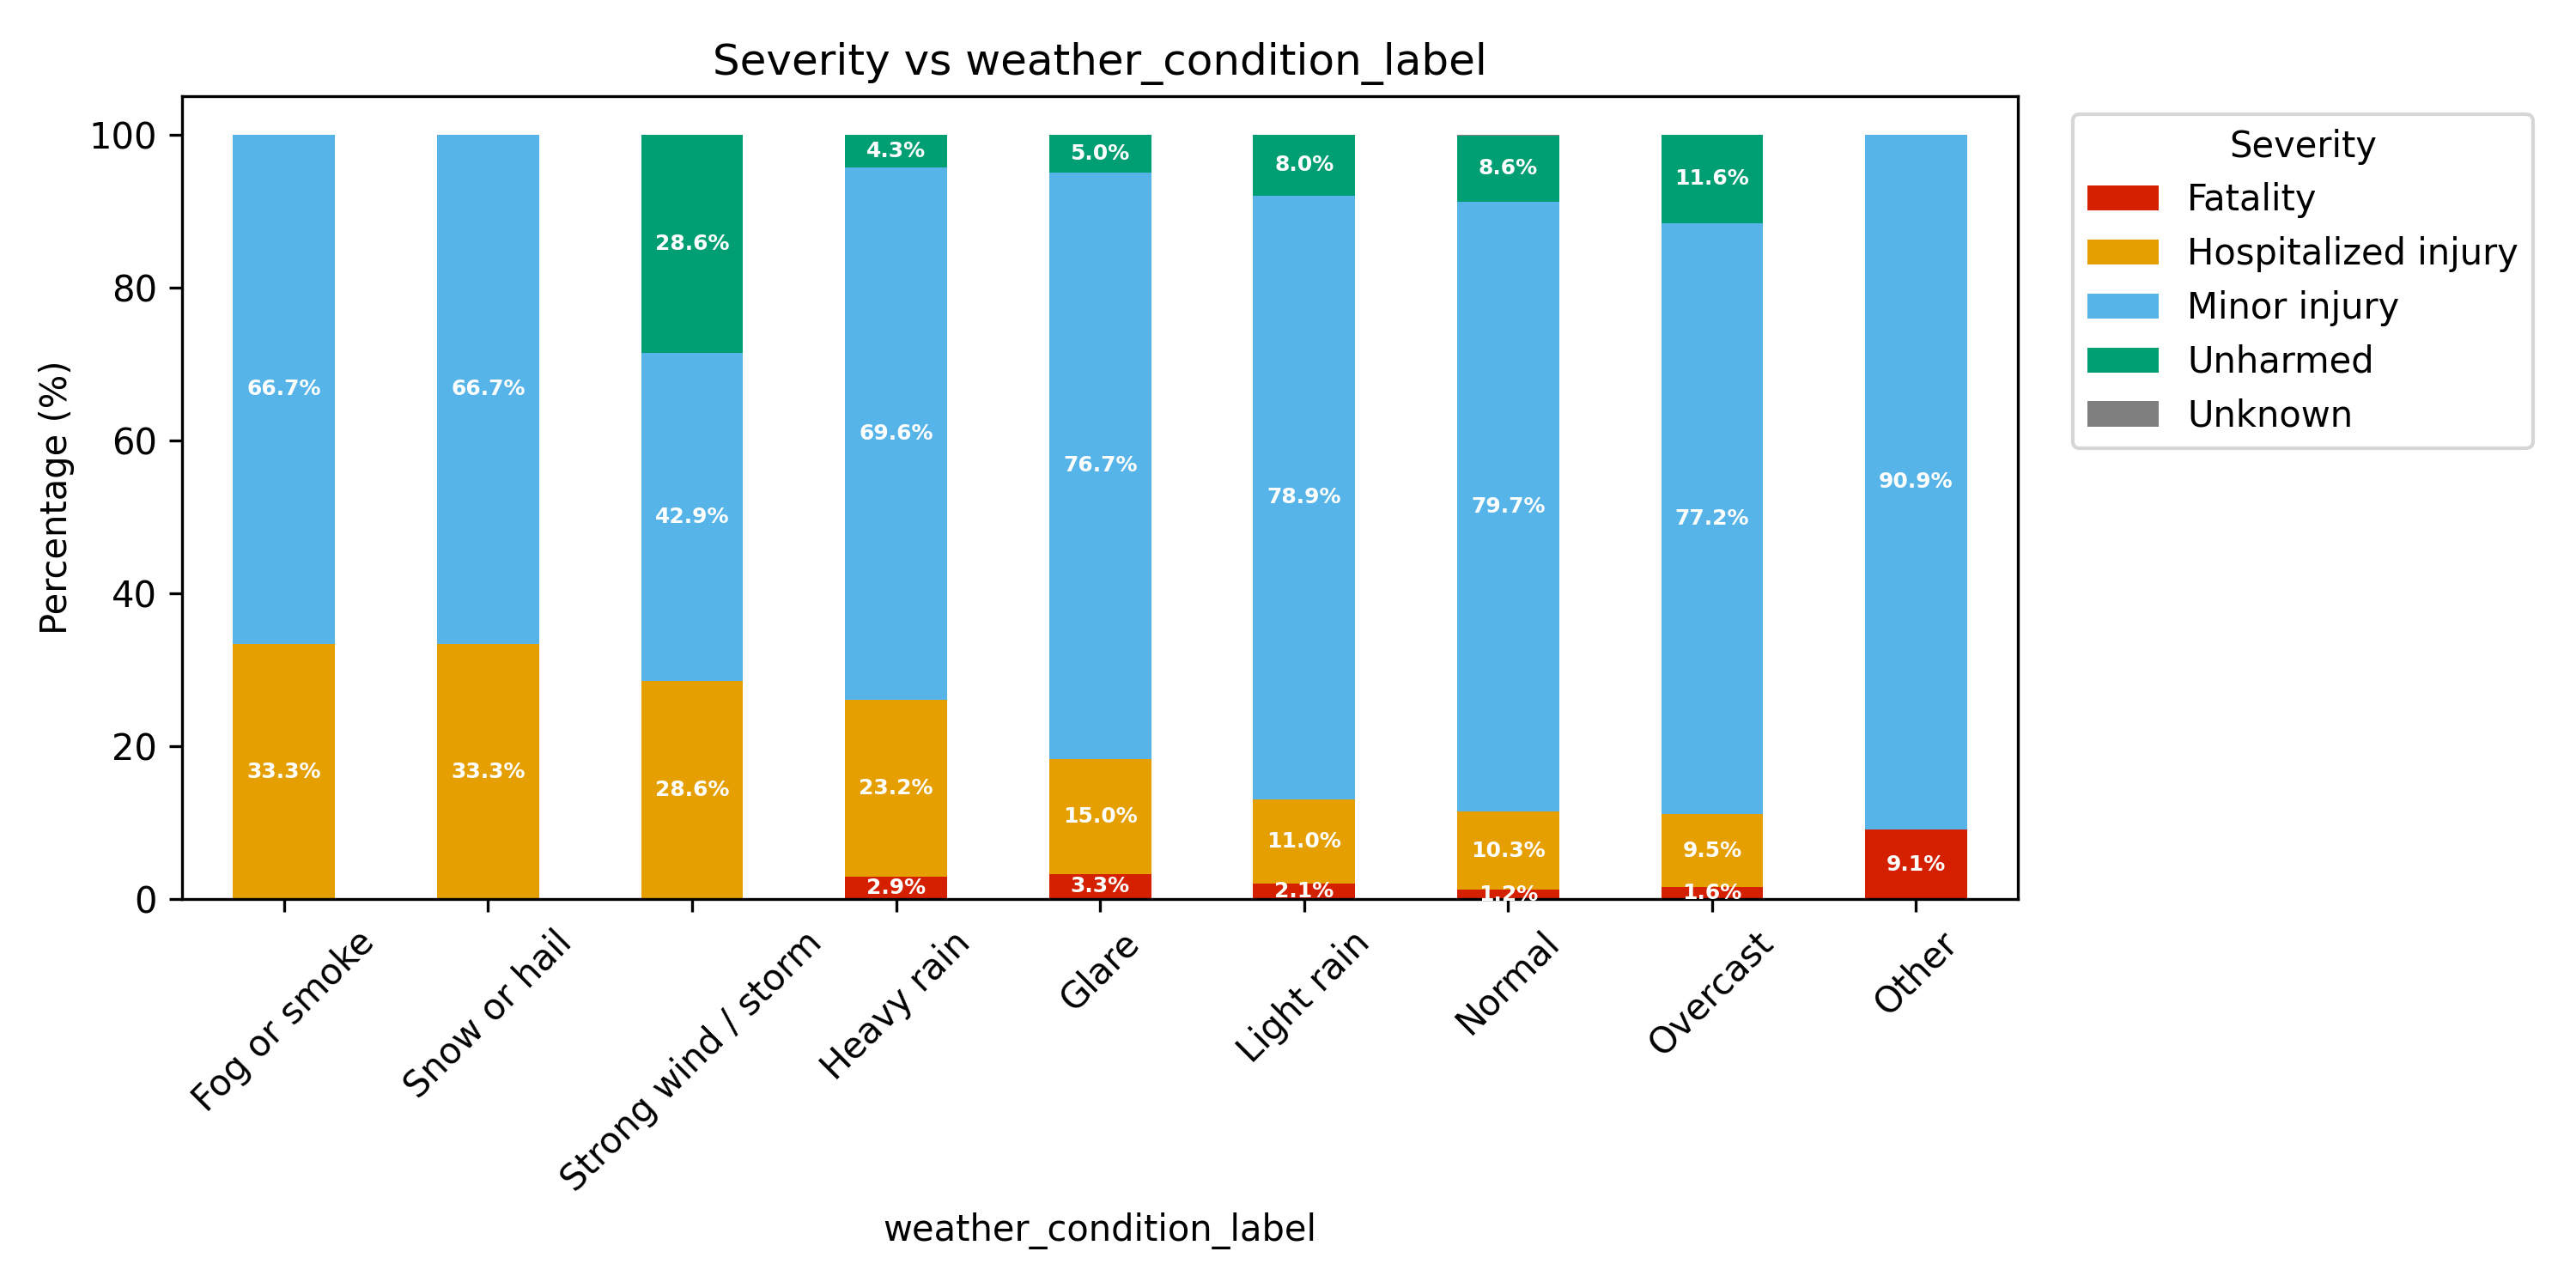 Severity vs weather_condition_label
Percentage (%)
100
80
60
40
20
0
66.7%
33.3%
66.7%
33.3%
28.6%
42.9%
28.6%
4.3%
69.6%
23.2%
2.9%
5.0%
76.7%
15.0%
3.3%
8.0%
78.9%
11.0%
2.1%
8.6%
79.7%
10.3%
1.2%
11.6%
77.2%
9.5%
1.6%
90.9%
9.1%
Fog or smoke
Snow or hail
Strong wind / storm
Heavy rain
Glare
Light rain
Normal
Overcast
Other
weather_condition_label
Severity
Fatality
Hospitalized injury
Minor injury
Unharmed
Unknown